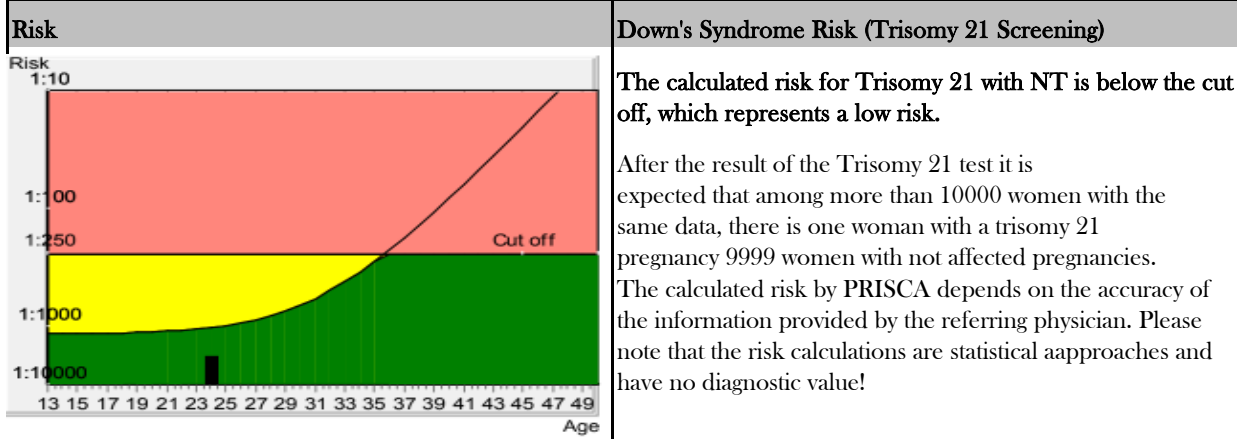 Risk
Down's Syndrome Risk (Trisomy 21 Screening)
Risk
1:10
1:100
1:250
Cut off
1:1000
1:10000
13 15 17 19 21 23 25 27 29 31 33 35 37 39 41 43 45 47 49
Age
The calculated risk for Trisomy 21 with NT is below the cut
off, which represents a low risk.
After the result of the Trisomy 21 test it is
expected that among more than 10000 women with the
same data, there is one woman with a trisomy 21
pregnancy 9999 women with not affected pregnancies.
The calculated risk by PRISCA depends on the accuracy of
the information provided by the referring physician. Please
note that the risk calculations are statistical aapproaches and
have no diagnostic value!